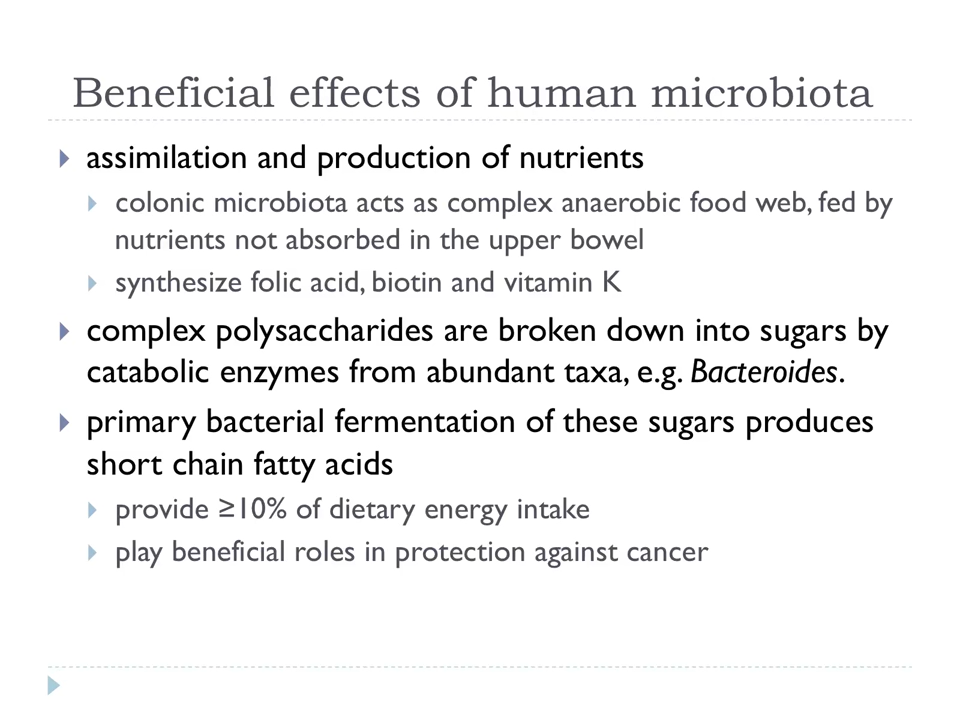 Beneficial effects of human microbiota
assimilation and production of nutrients
colonic microbiota acts as complex anaerobic food web, fed by
nutrients not absorbed in the upper bowel
synthesize folic acid, biotin and vitamin K
complex polysaccharides are broken down into sugars by
catabolic enzymes from abundant taxa, e.g. Bacteroides.
primary bacterial fermentation of these sugars produces
short chain fatty acids
provide ≥10% of dietary energy intake
play beneficial roles in protection against cancer